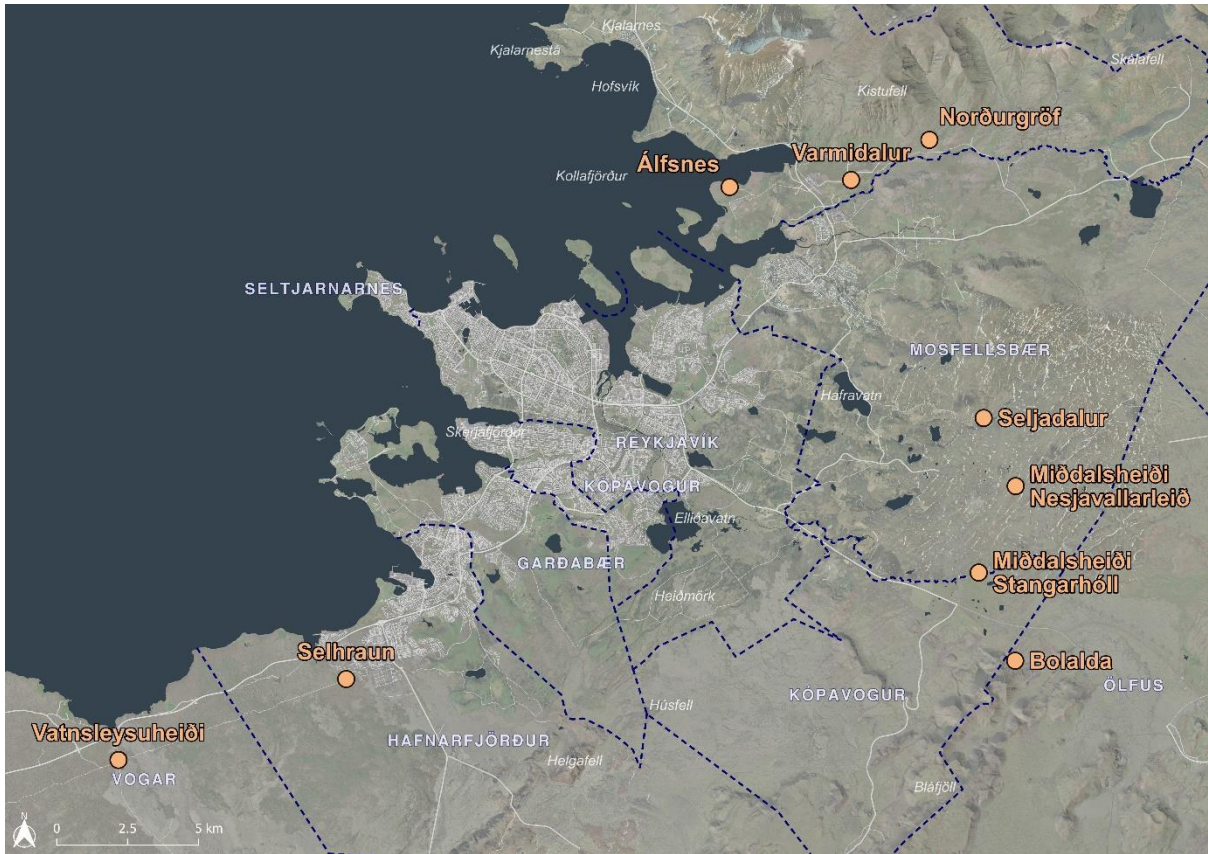 Kjalarnes
Kjalarnestá
Skálafell
Hofsvík
Kistufell
Norðurgröf
Varmidalur
Álfsnes
Kollafjörður
SELTJARNARNES
MOSFELLSBÆR
Hafravatn
Seljadalur
Skerjafjörður
REYKJAVÍK
Miðdalsheiði
Nesjavallarleið
KÓPAVOGUR
Elliðavatn
GARÐABÆR
Miðdalsheiði
Stangarhóll
Heiðmörk
Selhraun
Bolalda
ÖLFUS
KÓPAVOGUR
Húsfell
Vatnsleysuheiði
HAFNARFJÖRÐUR
Helgafell
VOGAR
Bláfjöll
N
0 2.5 5 km